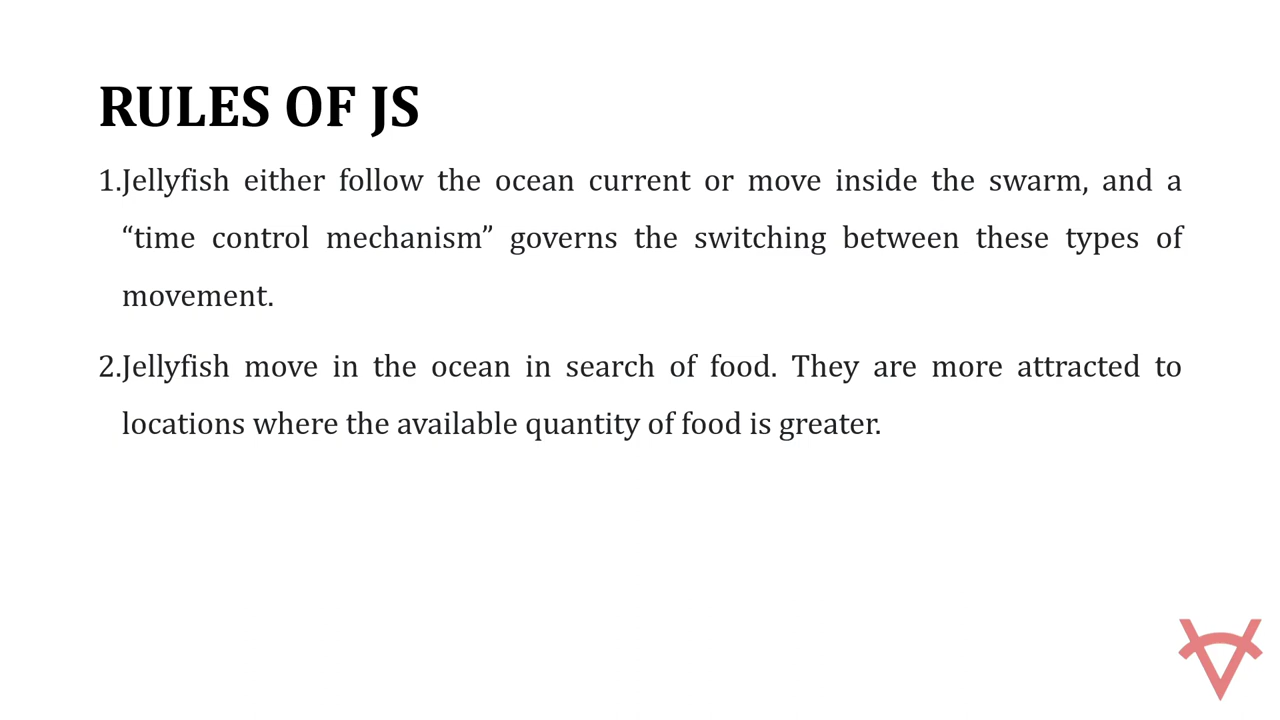 RULES OF JS
1.Jellyfish either follow the ocean current or move inside the swarm, and a
“time control mechanism” governs the switching between these types of
movement.
2.Jellyfish move in the ocean in search of food. They are more attracted to
locations where the available quantity of food is greater.